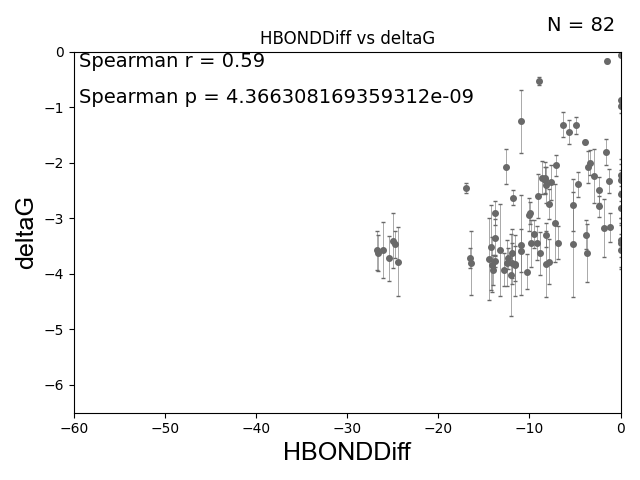 N = 82
HBONDDiff vs deltaG
Spearman r = 0.59
Spearman p = 4.366308169359312e-09
0
−1
−2
−3
−4
−5
−6
deltaG
−60 −50 −40 −30 −20 −10 0
HBONDDiff